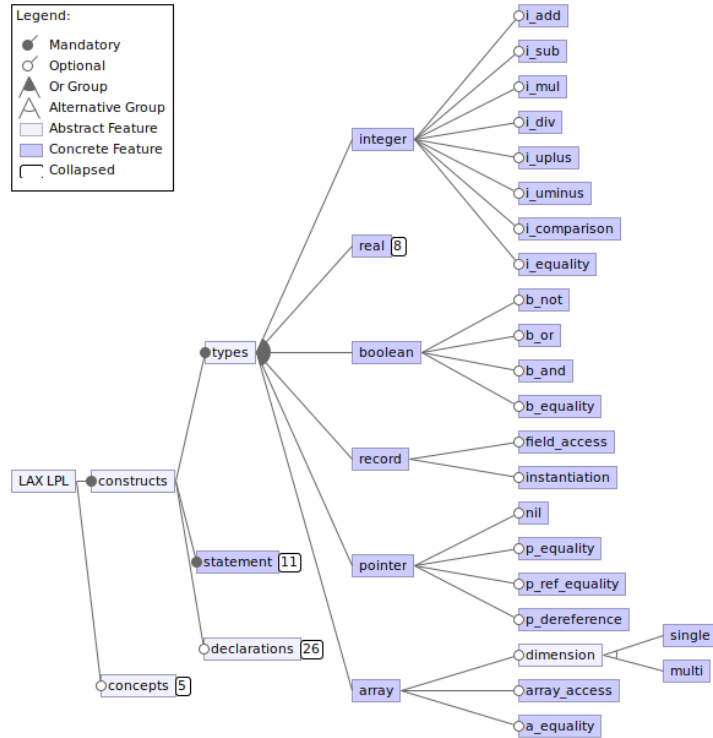 Legend:
Mandatory
Optional
Or Group
Alternative Group
Abstract Feature
Concrete Feature
Collapsed
i_add
i_sub
i_mul
i_div
integer
i_uplus
i_uminus
i_comparison
real 8
i_equality
b_not
b_or
types
boolean
b_and
b_equality
field_access
record
LAX LPL
constructs
instantiation
nil
p_equality
statement 11
pointer
p_ref_equality
p_dereference
single
declarations 26
dimension
multi
concepts 5
array
array_access
a_equality